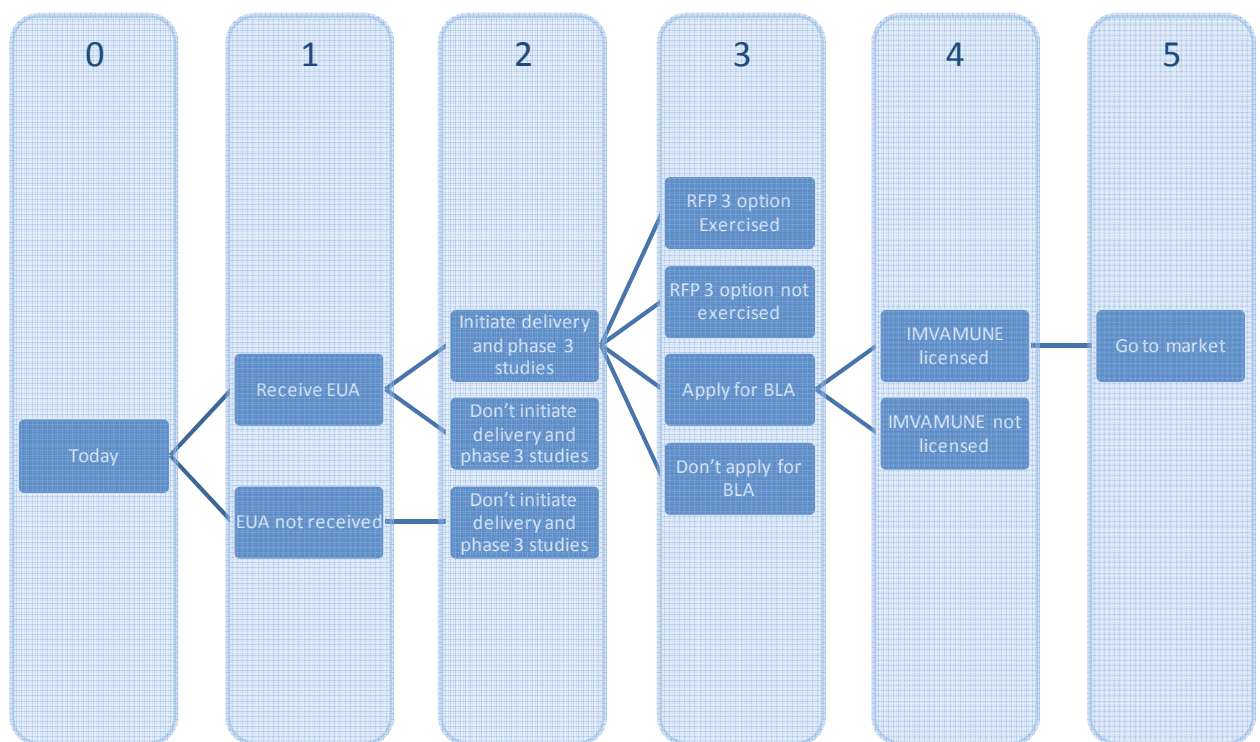 0
1
2
3
4
5
Today
Receive EUA
EUA not received
Initiate delivery
and phase 3
studies
Don't initiate
delivery and
phase 3 studies
Don't initiate
delivery and
phase 3 studies
RFP 3 option
Exercised
RFP 3 option not
exercised
Apply for BLA
Don't apply for
BLA
IMVAMUNE
licensed
IMVAMUNE not
licensed
Go to market